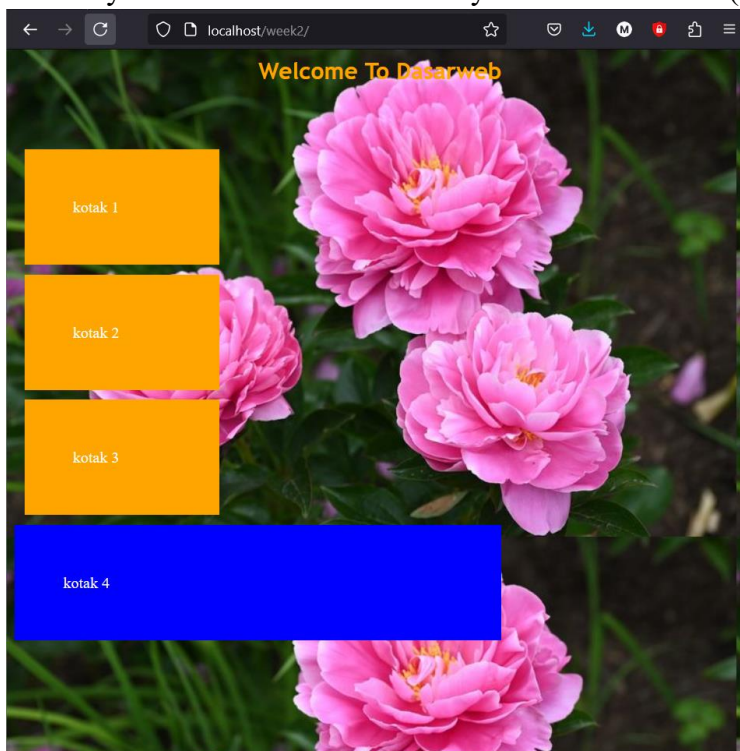 localhost/week2/
Welcome To Dasarweb
kotak 1
kotak 2
kotak 3
kotak 4